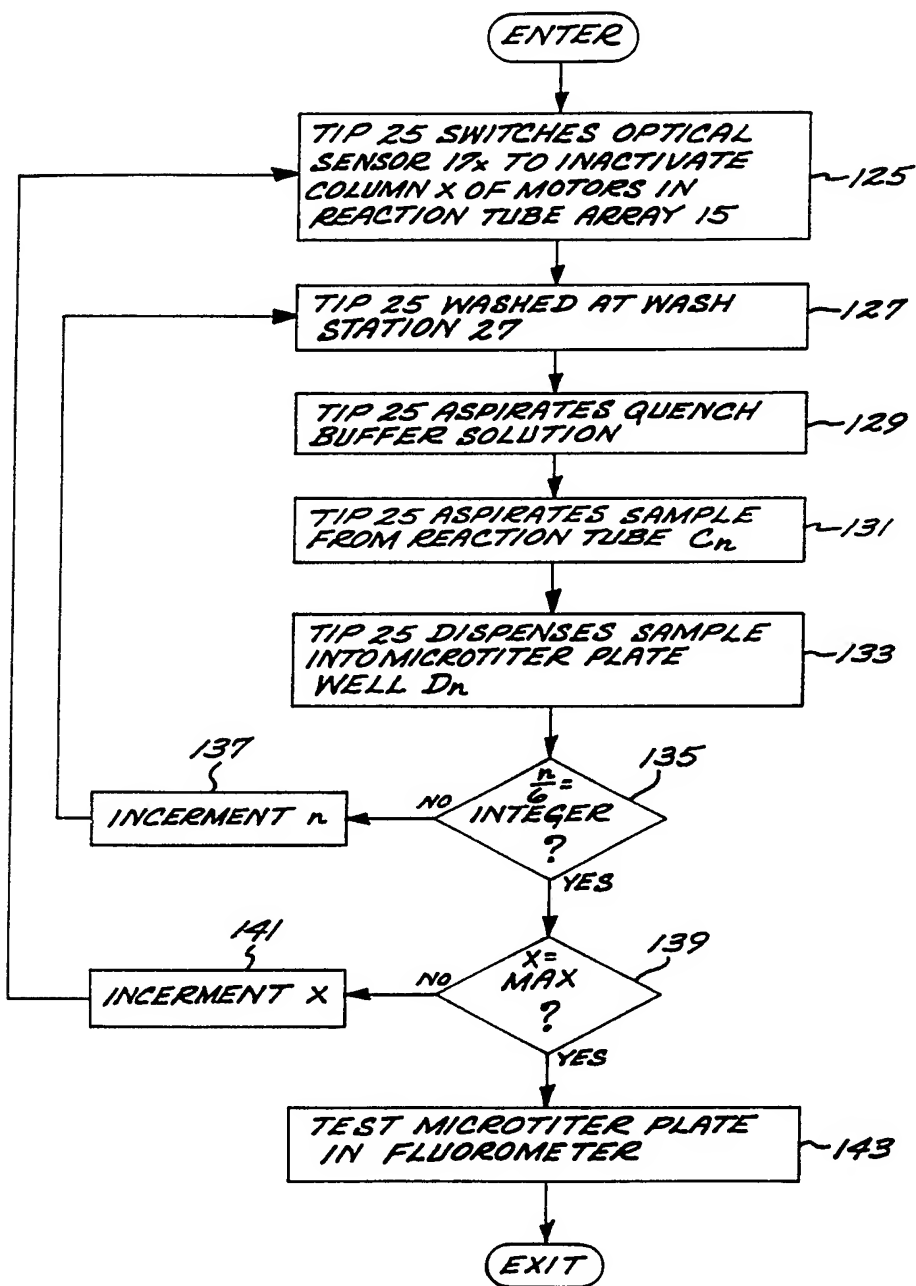 ENTER
TIP 25 SWITCHES OPTICAL
SENSOR 17x TO INACTIVATE
COLUMN X OF MOTORS IN
REACTION TUBE ARRAY 15
125
TIP 25 WASHED AT WASH
STATION 27
127
TIP 25 ASPIRATES QUENCH
BUFFER SOLUTION
129
TIP 25 ASPIRATES SAMPLE
FROM REACTION TUBE Cn
131
TIP 25 DISPENSES SAMPLE
INTO MICROTITER PLATE
WELL Dn
133
137
135
n/6 =
INTEGER
?
NO
INCERMENT n
YES
141
139
X=
MAX
?
NO
INCERMENT X
YES
TEST MICROTITER PLATE
IN FLUOROMETER
143
EXIT